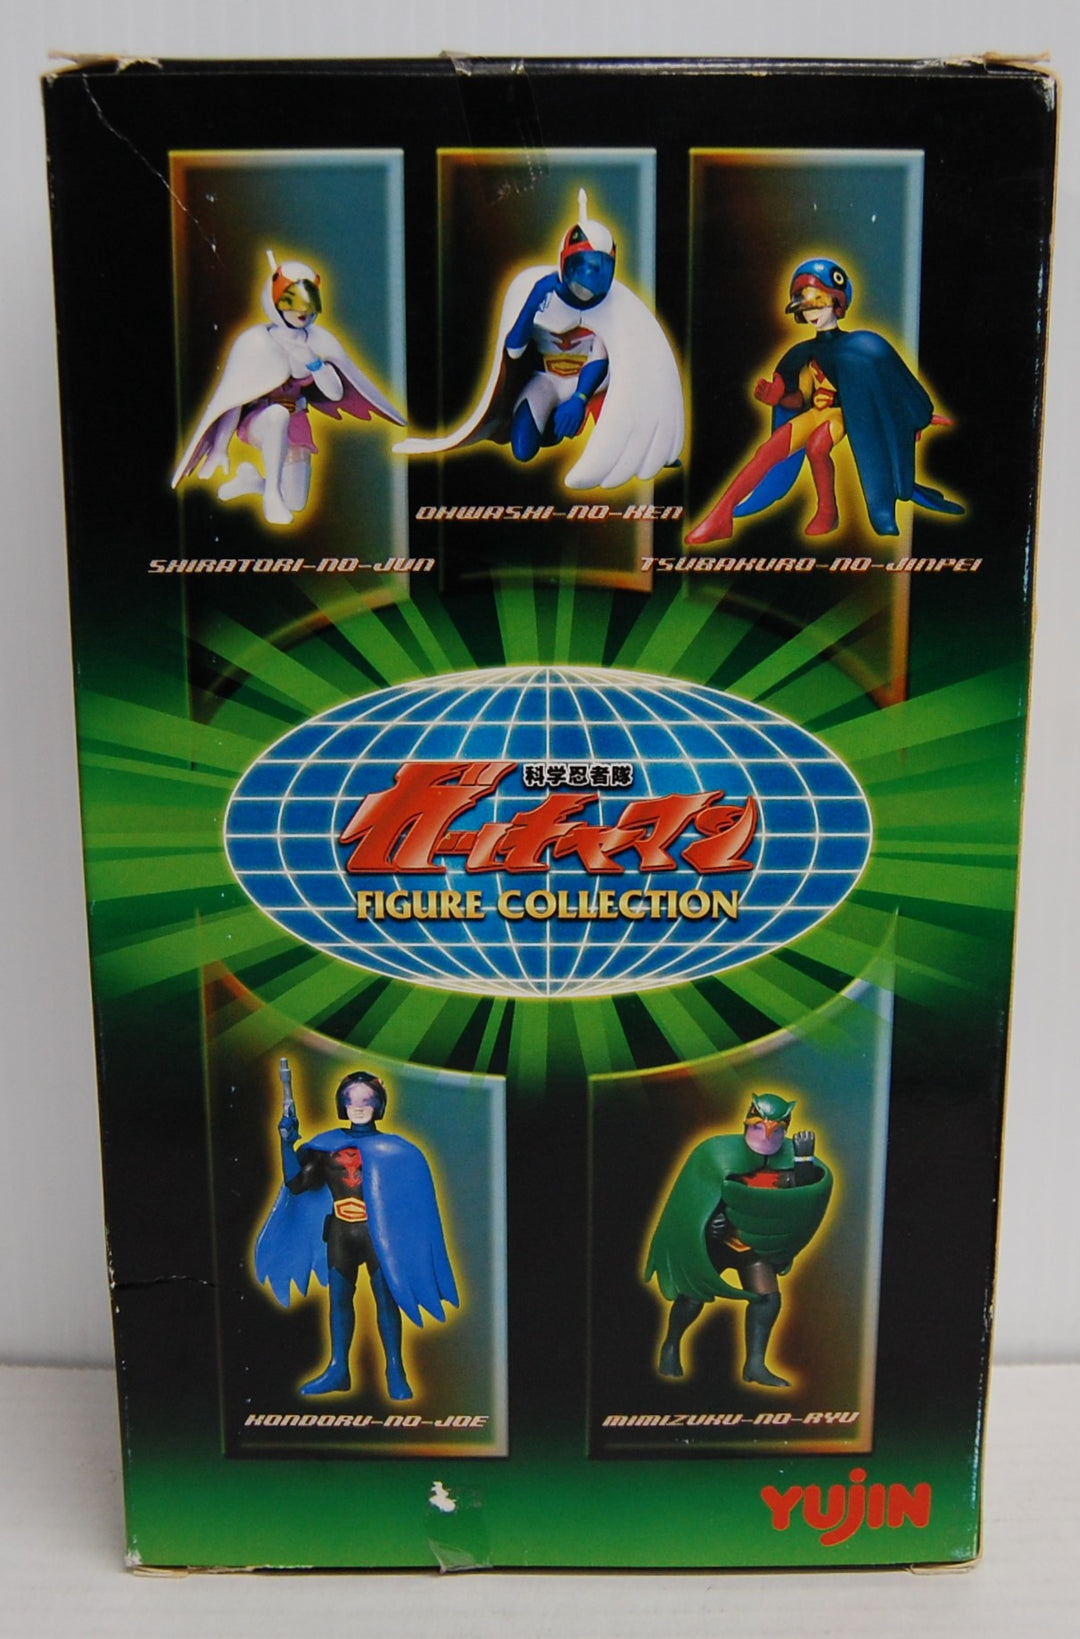 OHWASHI-NO-KEN
SHIRATORI-NO-JUN
TSUBAKURO-NO-JINPEI
科学忍者隊
ガッチャマン
FIGURE COLLECTION
KONDORU-NO-JOE
MIMIZUKU-NO-RYU
YUJIN